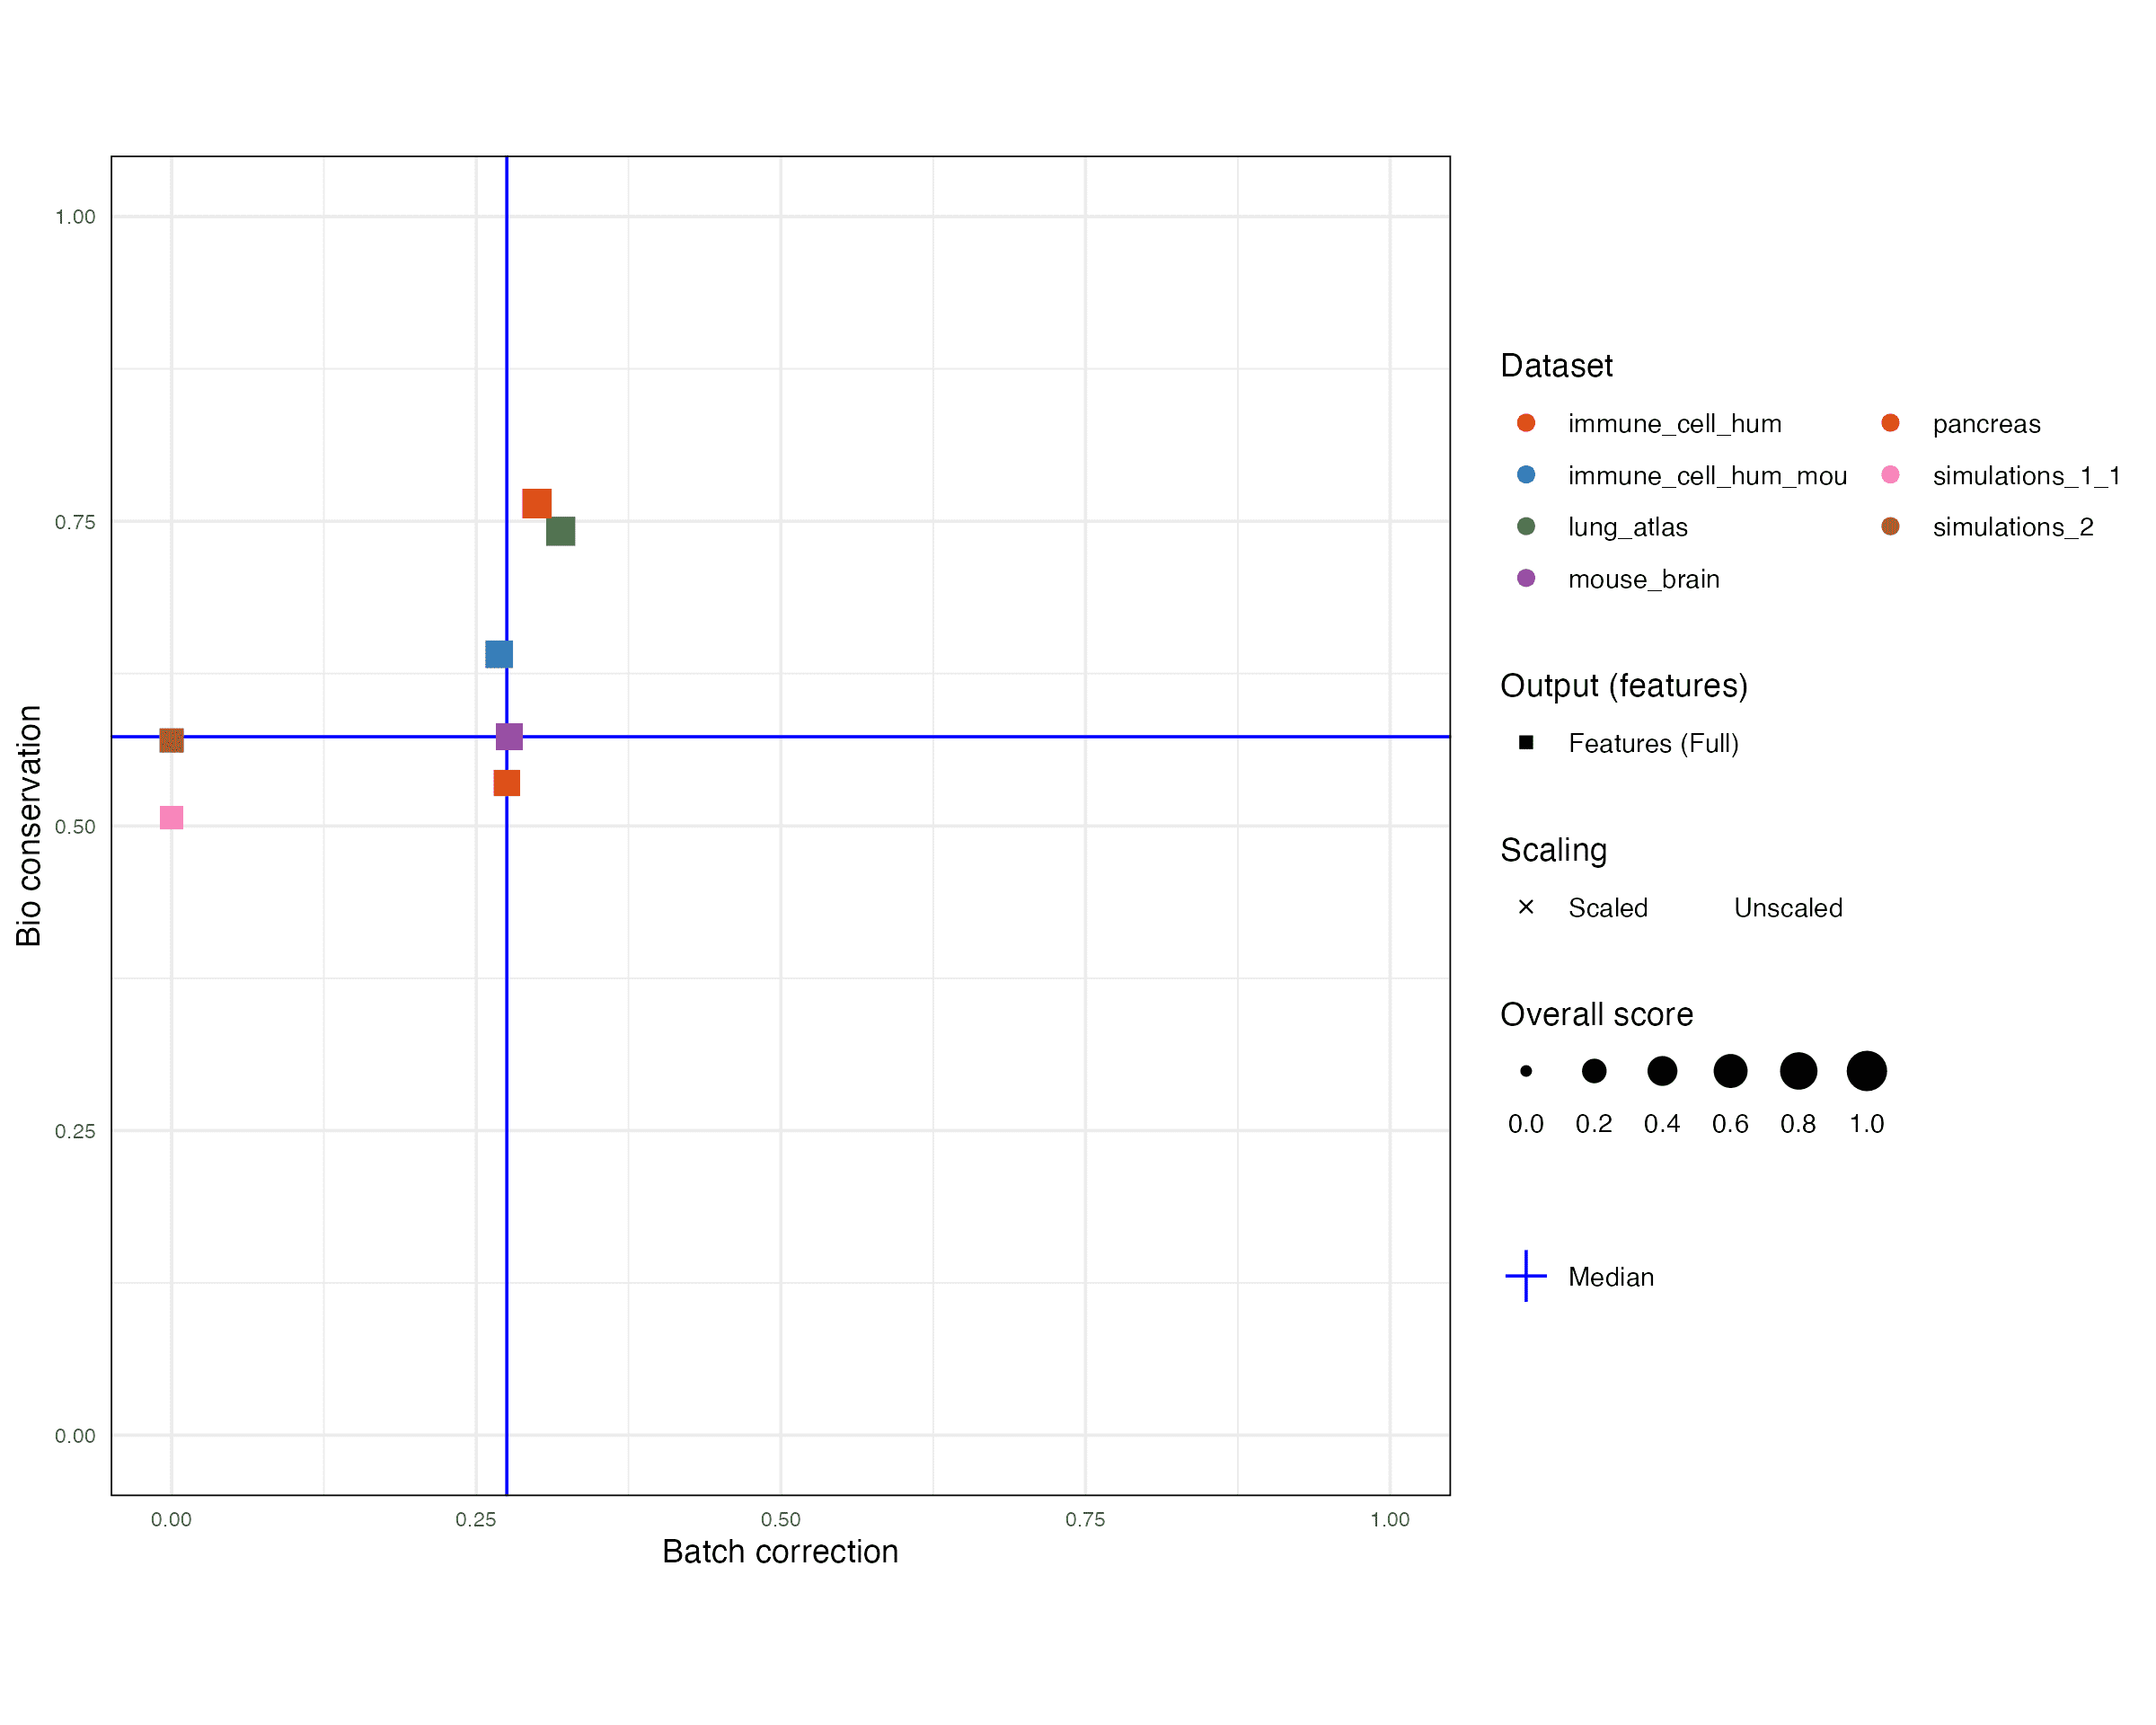 1.00
0.75
0.50
0.25
0.00
Bio conservation
0.00 0.25 0.50 0.75 1.00
Batch correction
Dataset
immune_cell_hum pancreas
immune_cell_hum_mou simulations_1_1
lung_atlas simulations_2
mouse_brain
Output (features)
Features (Full)
Scaling
Scaled Unscaled
Overall score
0.0 0.2 0.4 0.6 0.8 1.0
Median